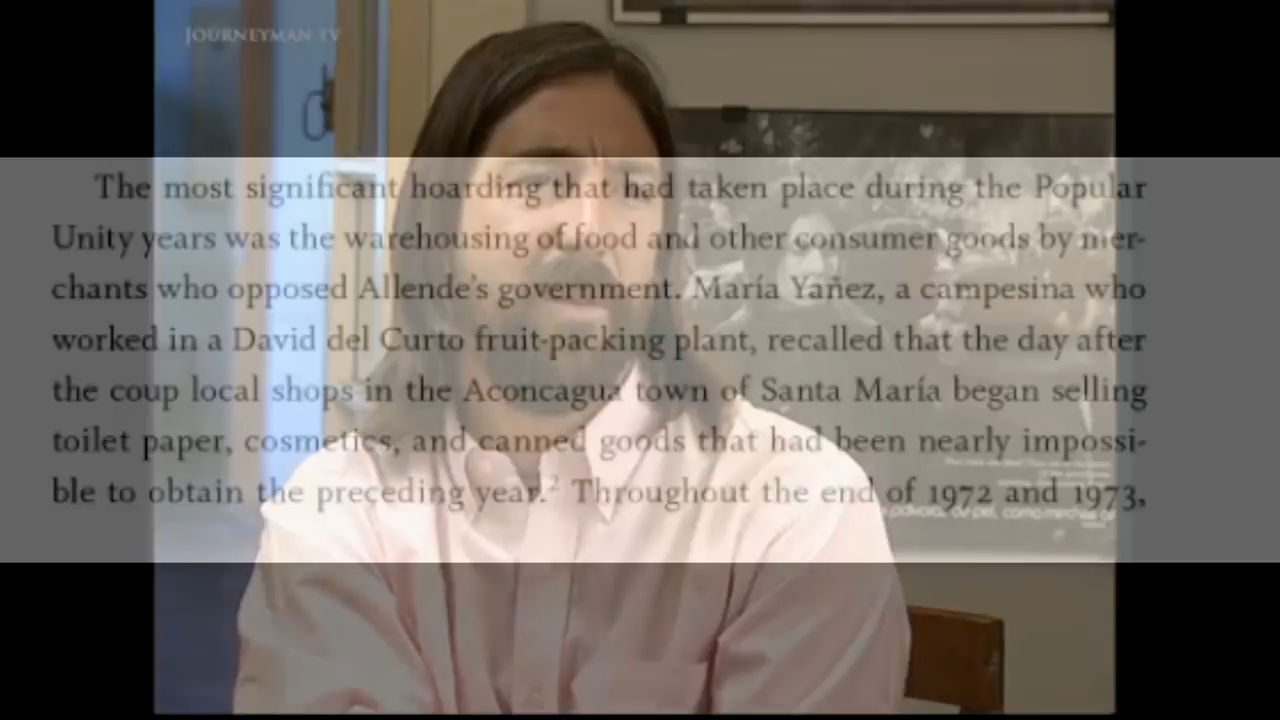 JOURNEYMAN.TV
The most significant hoarding that had taken place during the Popular
Unity years was the warehousing of food and other consumer goods by mer-
chants who opposed Allende's government. María Yañez, a campesina who
worked in a David del Curto fruit-packing plant, recalled that the day after
the coup local shops in the Aconcagua town of Santa María began selling
toilet paper, cosmetics, and canned goods that had been nearly impossi-
ble to obtain the preceding year.² Throughout the end of 1972 and 1973,